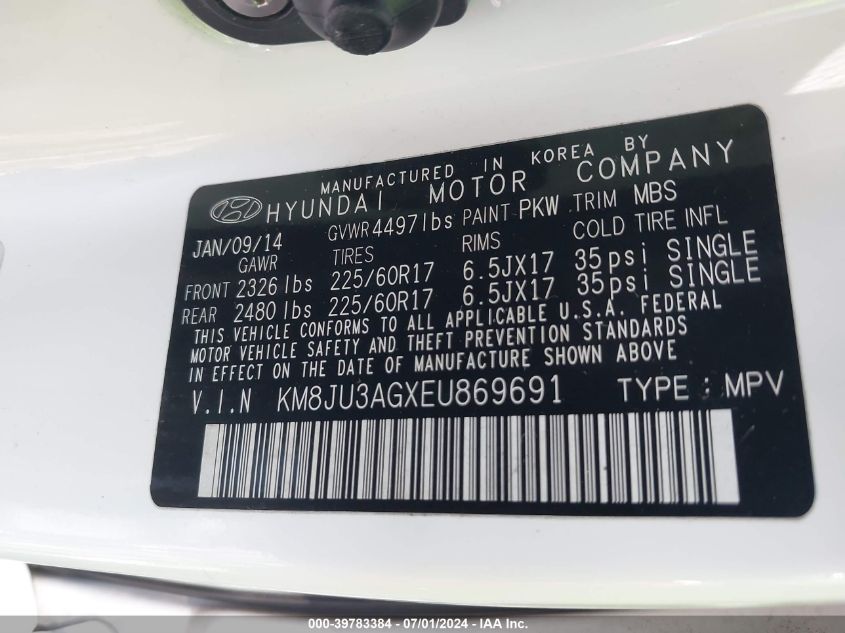 MANUFACTURED IN KOREA BY
HYUNDAI MOTOR COMPANY
JAN/09/14 GVWR 4497lbs PAINT PKW TRIM MBS
GAWR TIRES RIMS COLD TIRE INFL
FRONT 2326 lbs 225/60R17 6.5JX17 35psi SINGLE
REAR 2480 lbs 225/60R17 6.5JX17 35psi SINGLE
THIS VEHICLE CONFORMS TO ALL APPLICABLE U.S.A. FEDERAL
MOTOR VEHICLE SAFETY AND THEFT PREVENTION STANDARDS
IN EFFECT ON THE DATE OF MANUFACTURE SHOWN ABOVE
V.I.N KM8JU3AGXEU869691 TYPE : MPV
000-39783384 - 07/01/2024 - IAA Inc.